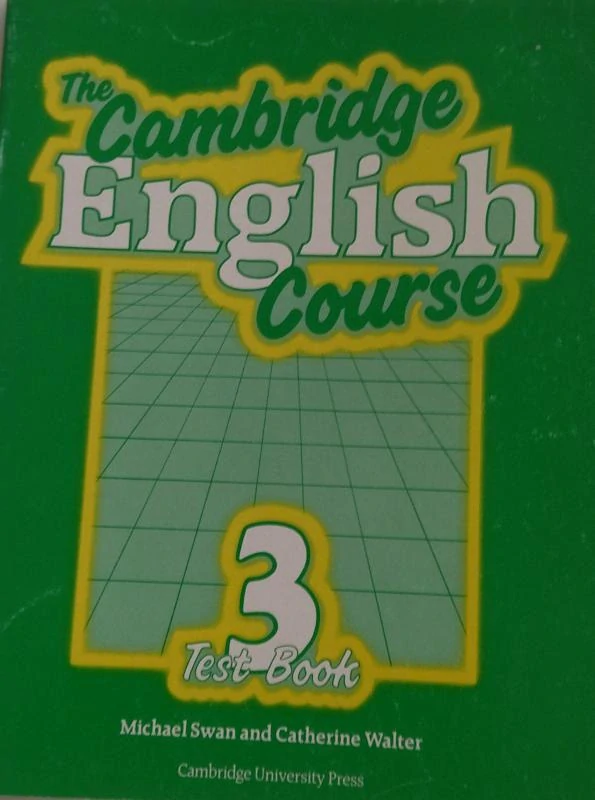 The
Cambridge
English
Course
3
Test Book
Michael Swan and Catherine Walter
Cambridge University Press